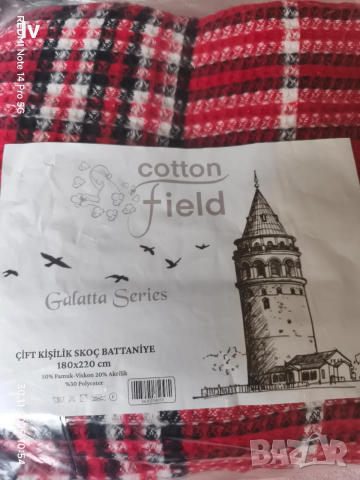 cotton
field
Galatta Series
ÇİFT KİŞİLİK SKOÇ BATTANİYE
180x220 cm
50% Pamuk-Viskon 20% Akrilik
%30 Polyester
REDMI Note 14 Pro 5G
bazar.bg